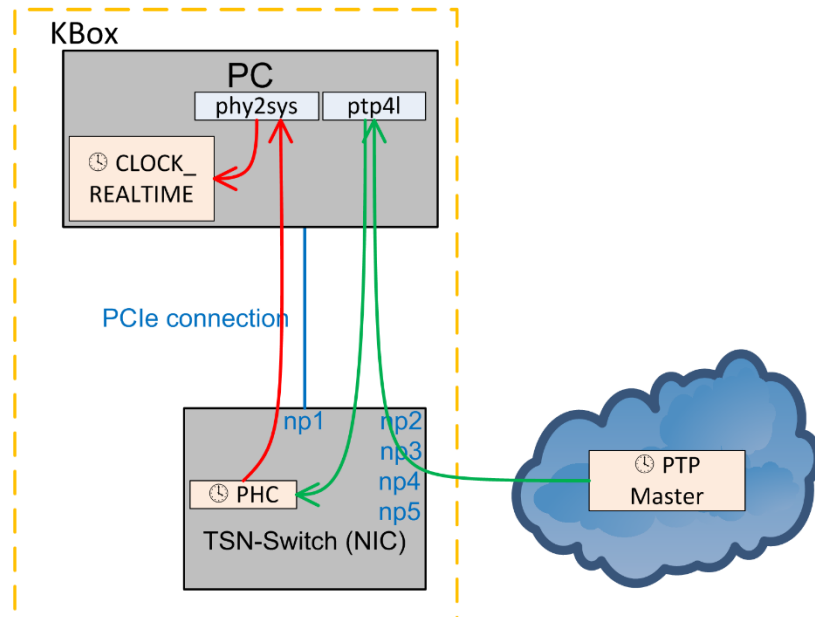 KBox
PC
phy2sys
ptp4l
🕓 CLOCK_
REALTIME
PCIe connection
np1
np2
np3
np4
np5
🕓 PHC
TSN-Switch (NIC)
🕓 PTP
Master